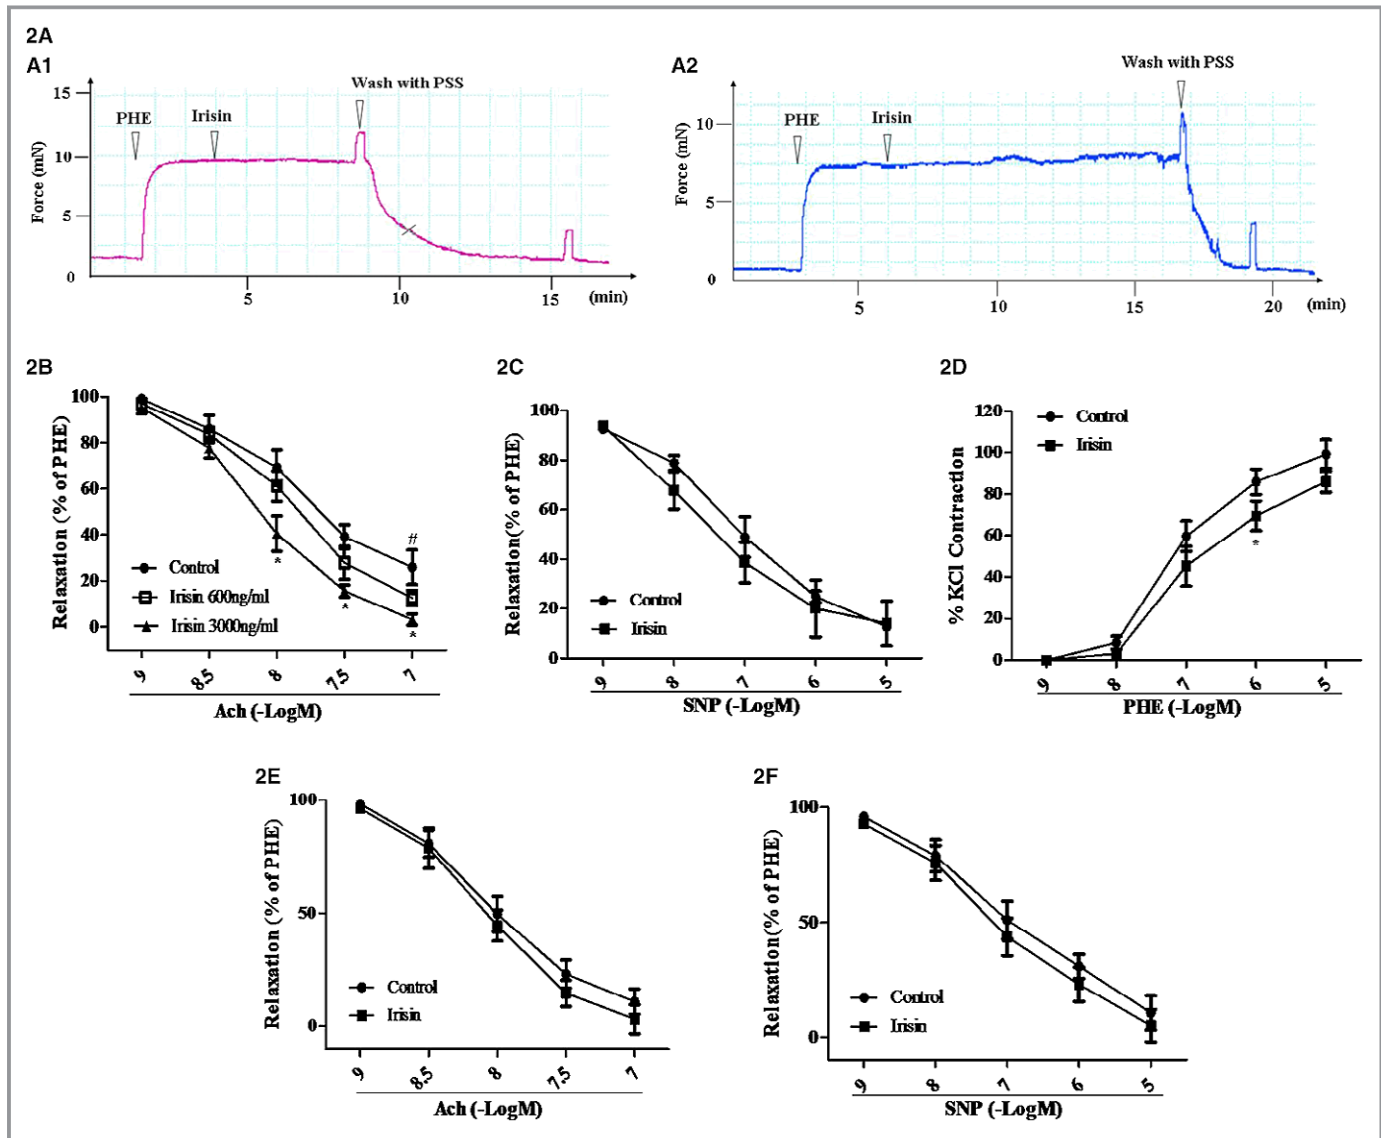 2A
A1
A2
Wash with PSS
Wash with PSS
15
PHE
Irisin
10
Force (mN)
5
0
5
10
15
(min)
10
PHE
Irisin
Force (mN)
5
0
5
10
15
20
(min)
2B
100
80
60
40
20
0
Relaxation (% of PHE)
#
*
*
*
Control
Irisin 600ng/ml
Irisin 3000ng/ml
9
8.5
8
7.5
7
Ach (-LogM)
2C
100
80
60
40
20
0
Relaxation(% of PHE)
Control
Irisin
9
8
7
6
5
SNP (-LogM)
2D
120
100
80
60
40
20
0
% KCl Contraction
Control
Irisin
*
9
8
7
6
5
PHE (-LogM)
2E
100
50
0
Relaxation (% of PHE)
Control
Irisin
9
8.5
8
7.5
7
Ach (-LogM)
2F
100
50
0
Relaxation(% of PHE)
Control
Irisin
9
8
7
6
5
SNP (-LogM)